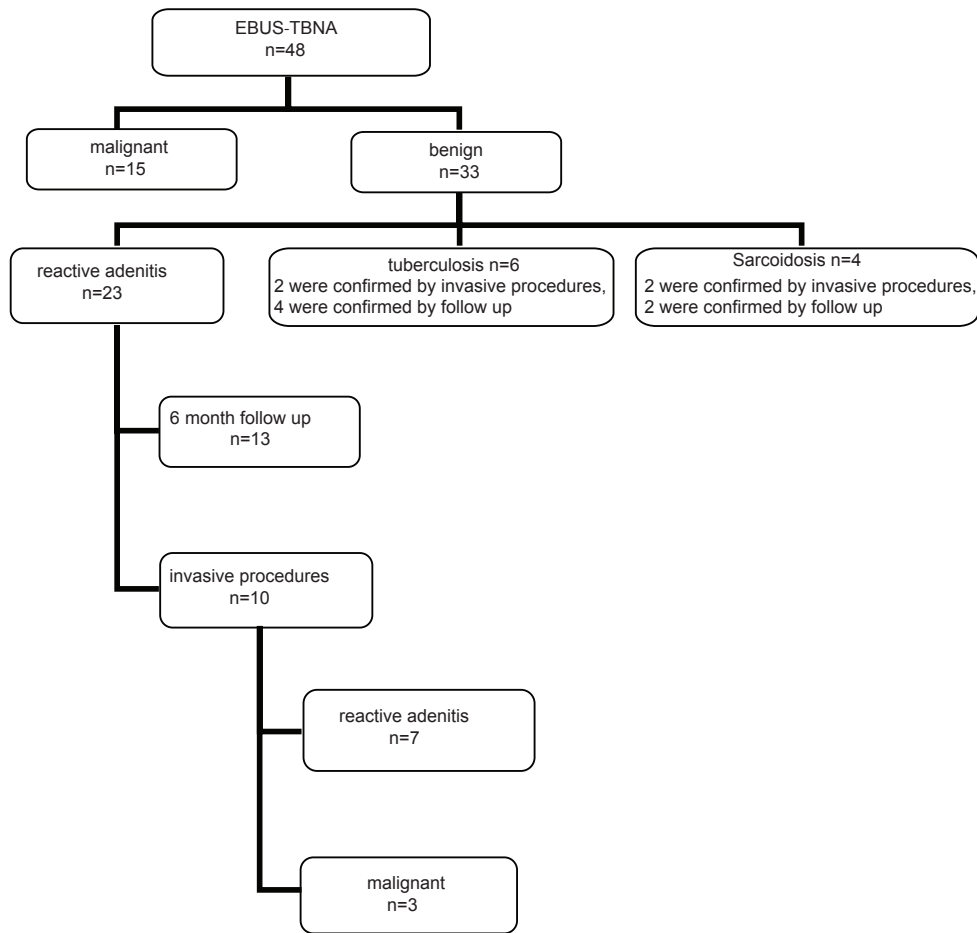 EBUS-TBNA
n=48
malignant
n=15
benign
n=33
reactive adenitis
n=23
tuberculosis n=6
2 were confirmed by invasive procedures,
4 were confirmed by follow up
Sarcoidosis n=4
2 were confirmed by invasive procedures,
2 were confirmed by follow up
6 month follow up
n=13
invasive procedures
n=10
reactive adenitis
n=7
malignant
n=3